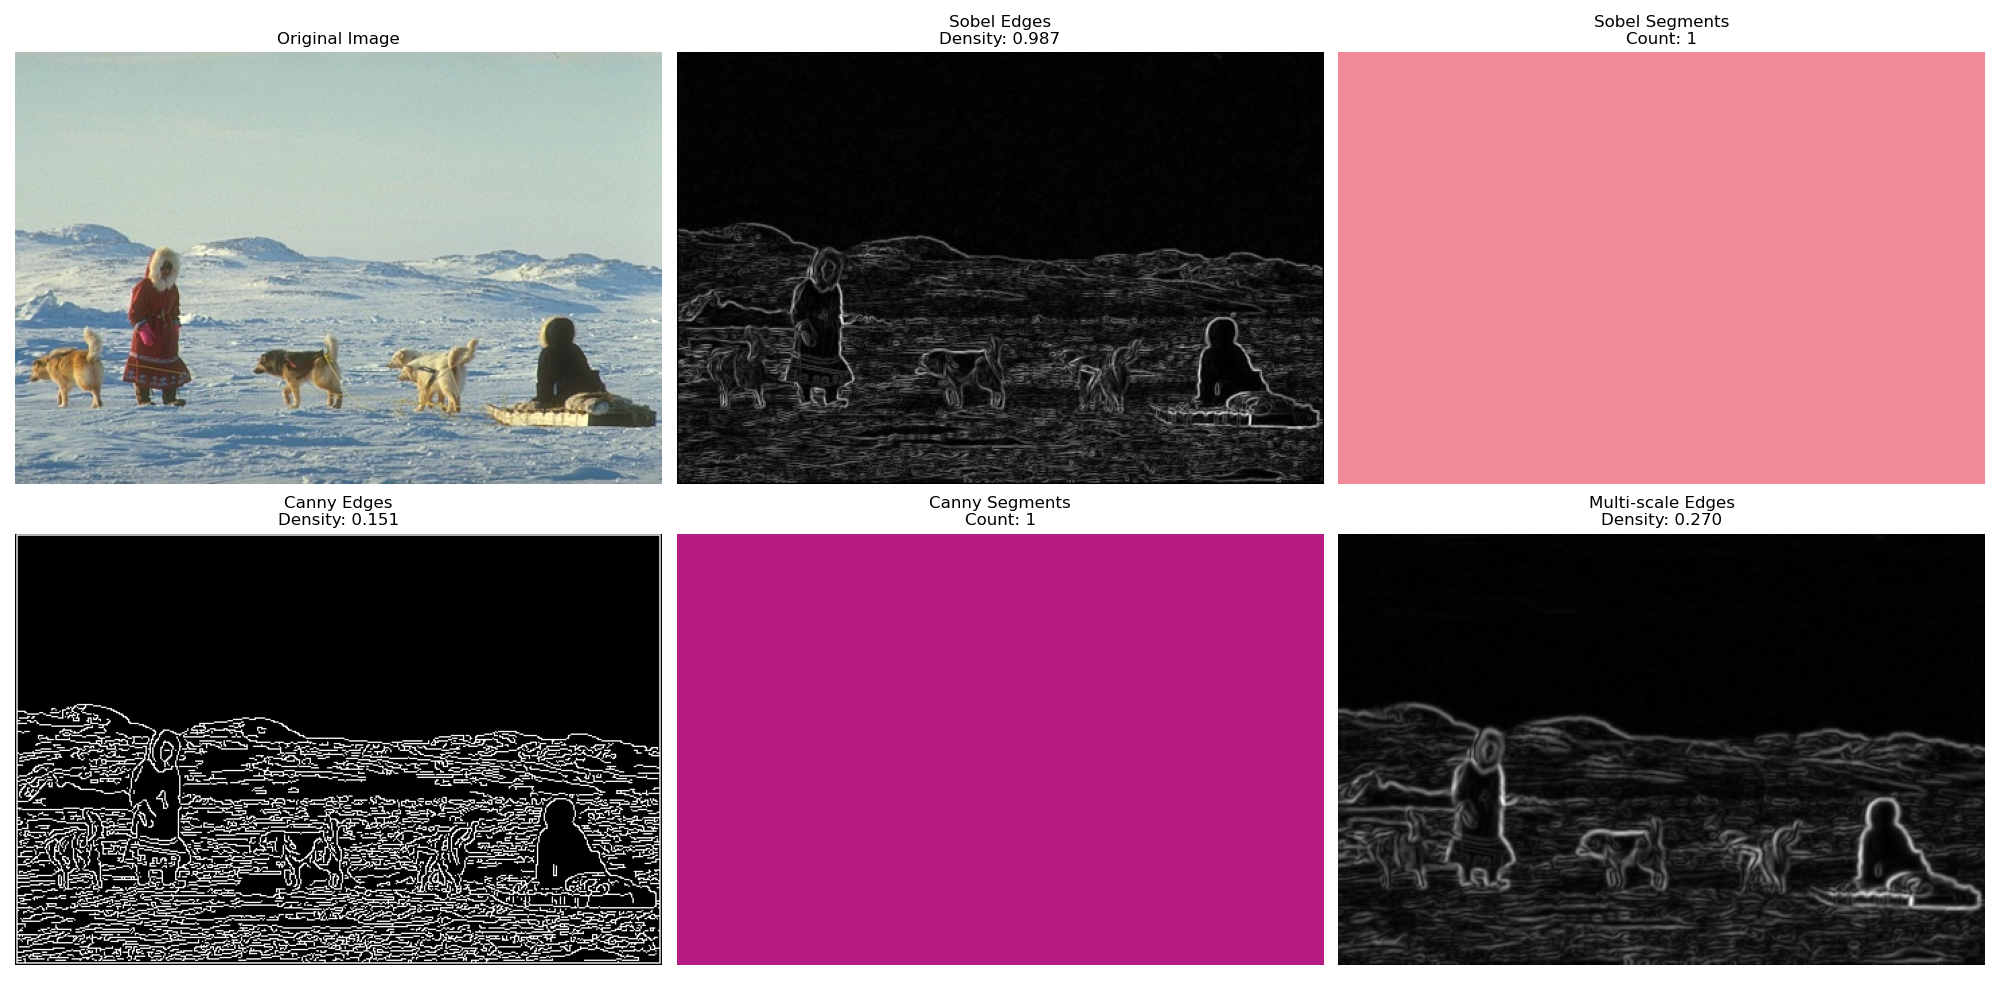 Original Image
Sobel Edges
Density: 0.987
Sobel Segments
Count: 1
Canny Edges
Density: 0.151
Canny Segments
Count: 1
Multi-scale Edges
Density: 0.270